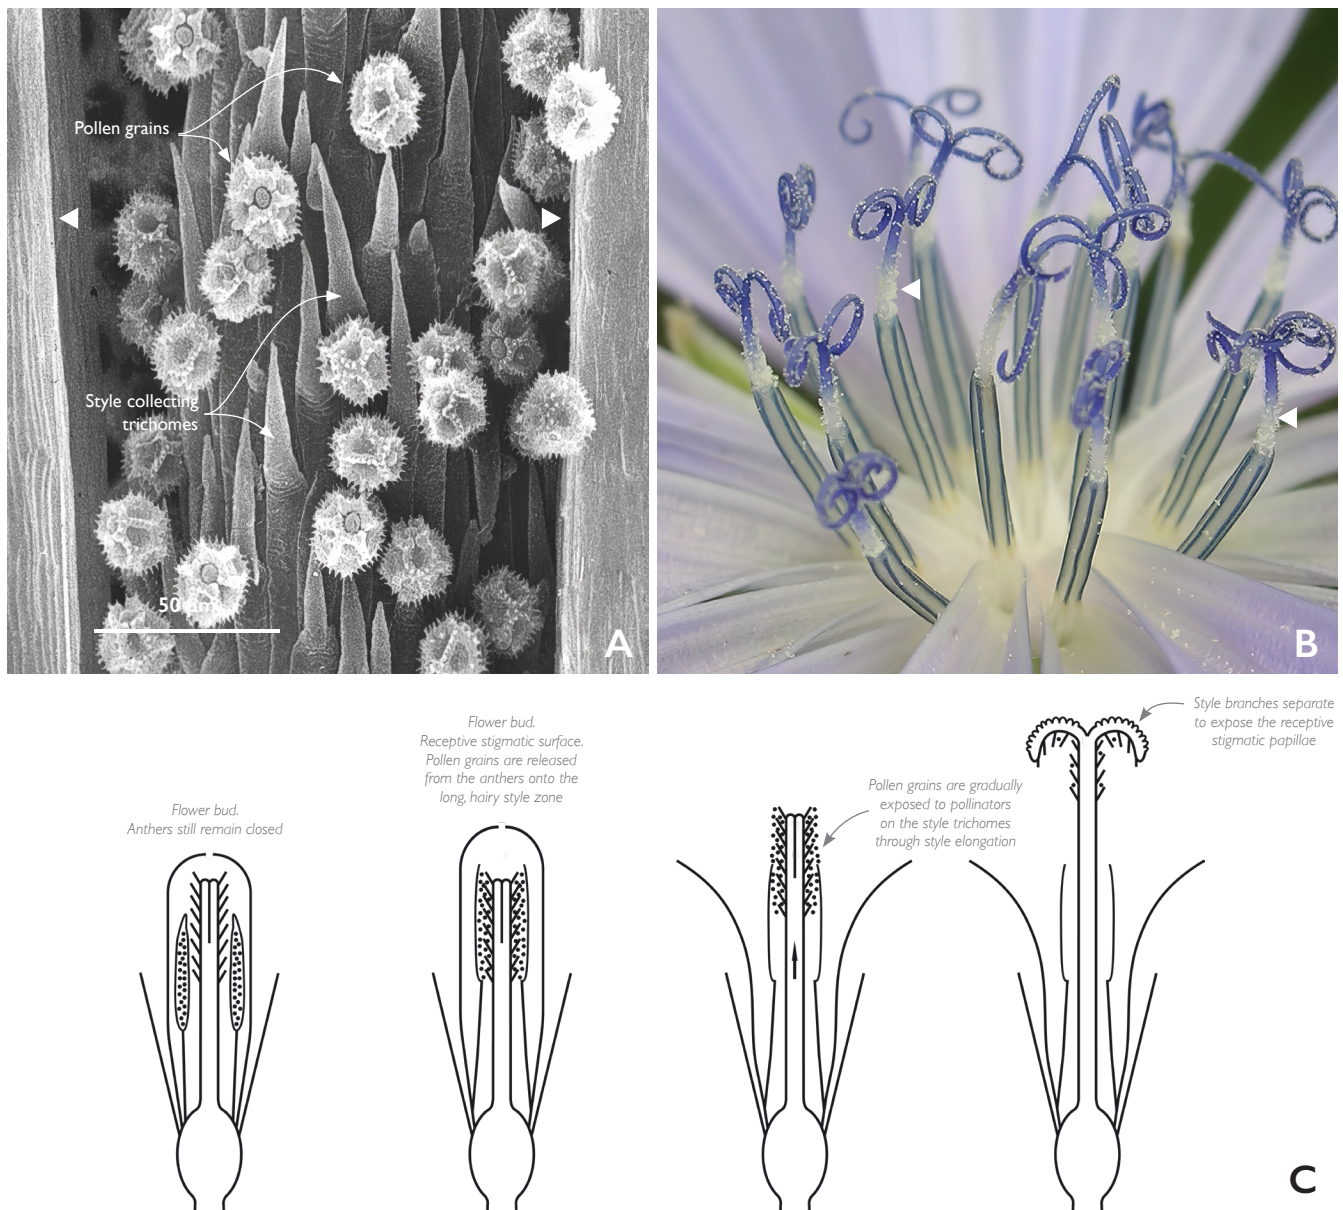 Pollen grains
Style collecting
trichomes
50 µm
A
B
Flower bud.
Anthers still remain closed
Flower bud.
Receptive stigmatic surface.
Pollen grains are released
from the anthers onto the
long, hairy style zone
Pollen grains are gradually
exposed to pollinators
on the style trichomes
through style elongation
Style branches separate
to expose the receptive
stigmatic papillae
C